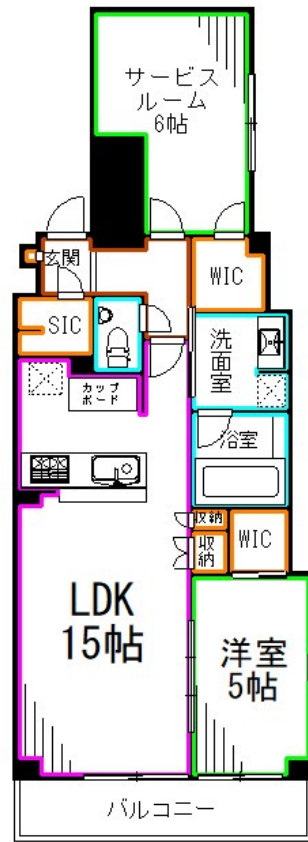 サービス
ルーム
6帖
玄関
WIC
SIC
洗面室
カップ
ボード
浴室
収納
収納
WIC
LDK
15帖
洋室
5帖
バルコニー